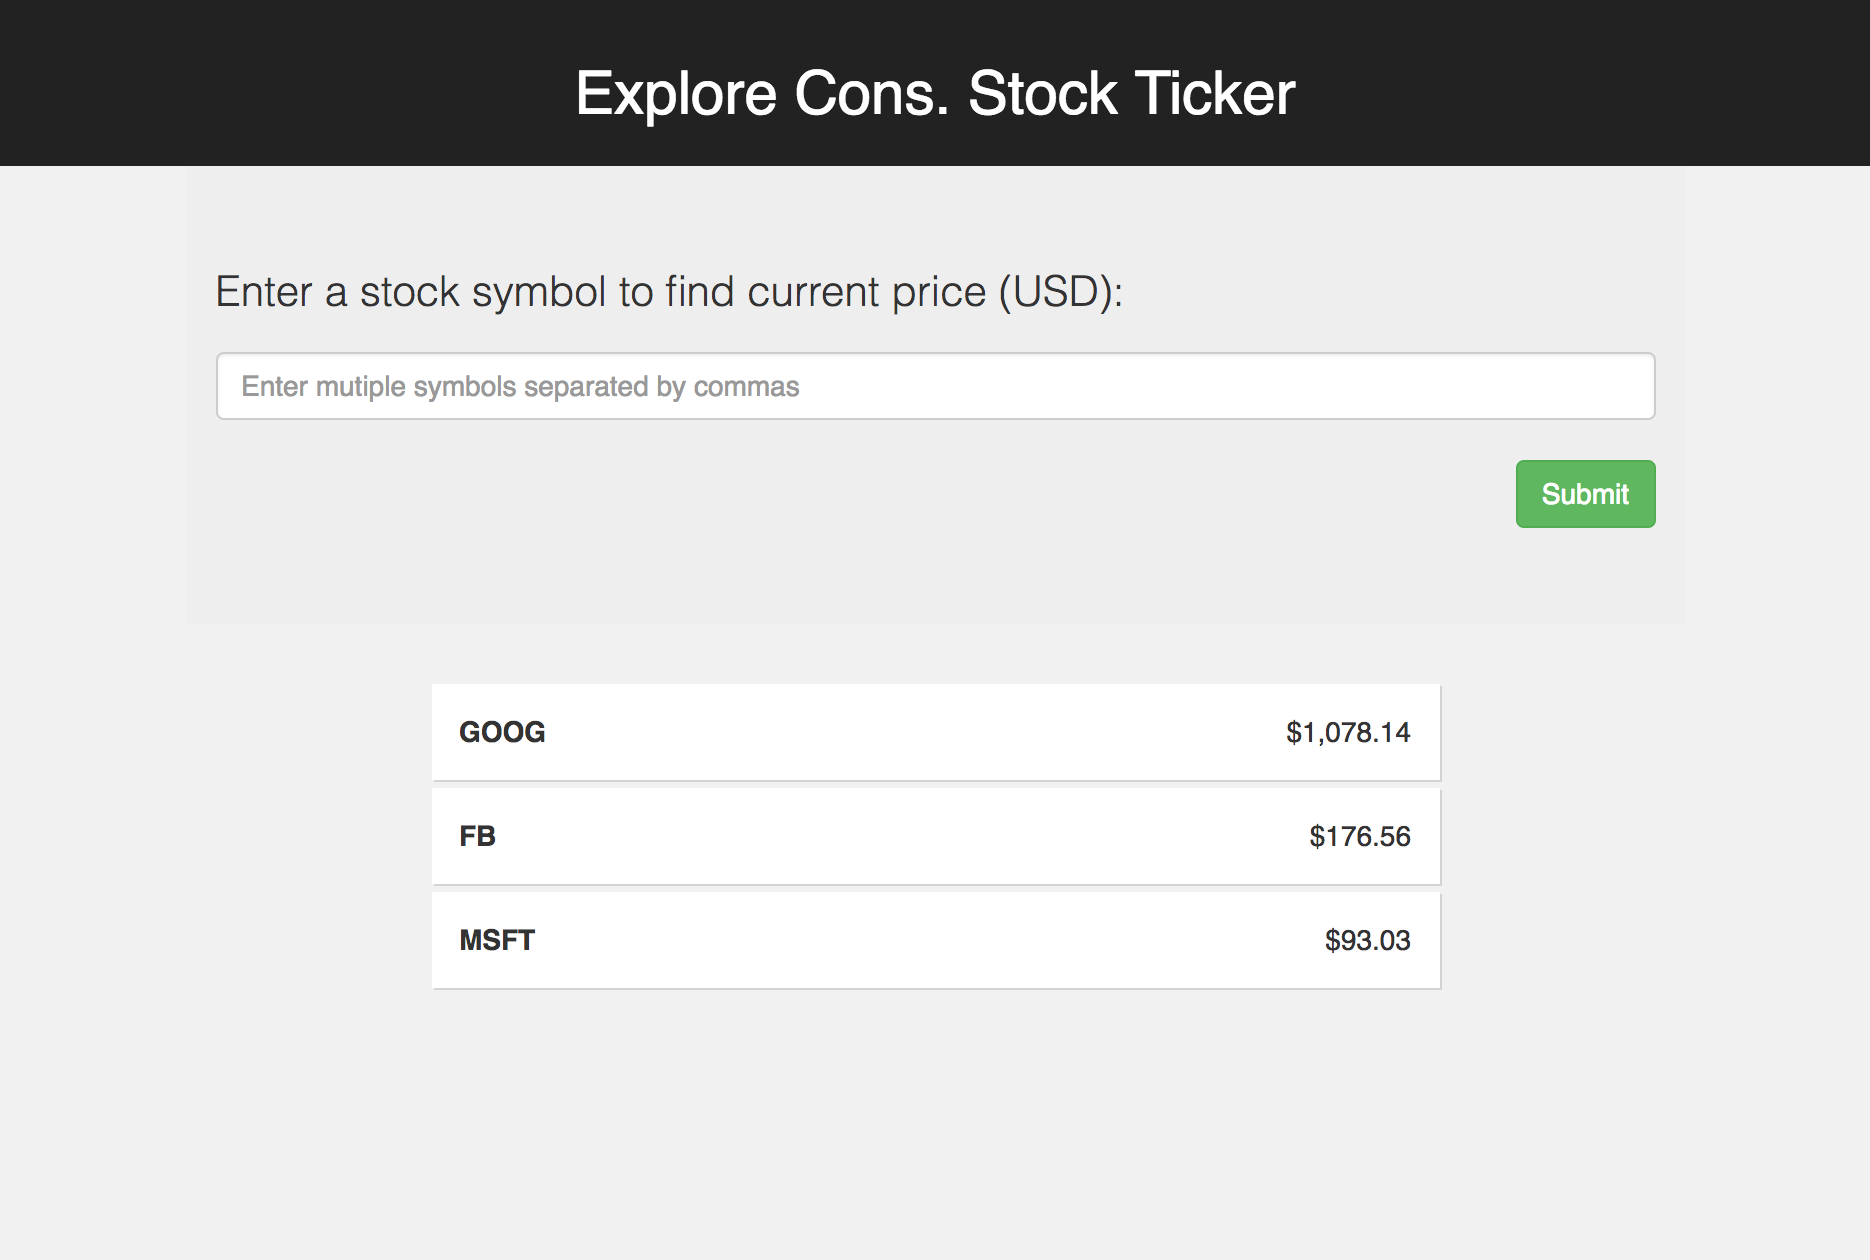 Explore Cons. Stock Ticker
Enter a stock symbol to find current price (USD):
Enter mutiple symbols separated by commas
Submit
GOOG $1,078.14
FB $176.56
MSFT $93.03